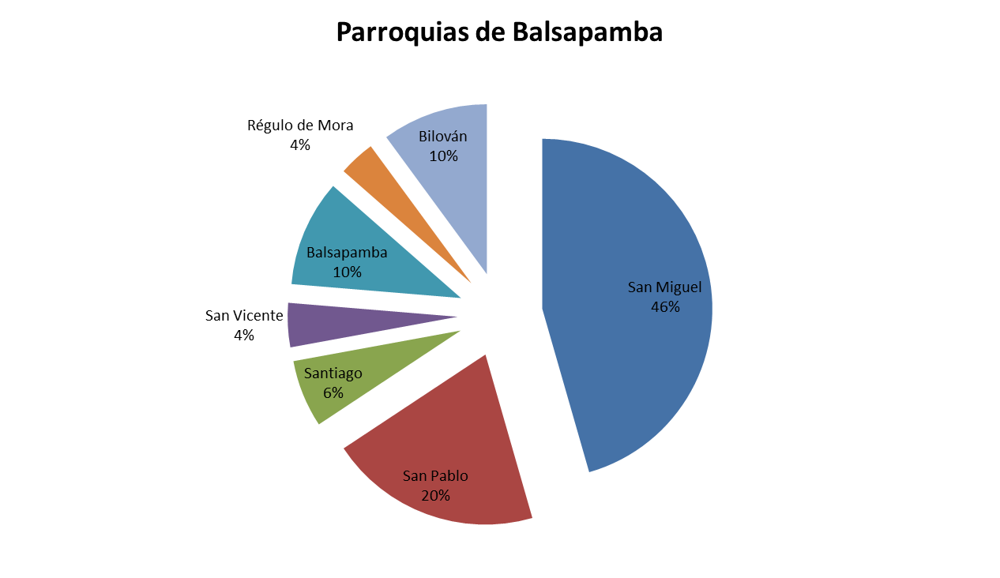 Parroquias de Balsapamba
Régulo de Mora
4%
Bilován
10%
San Miguel
46%
Balsapamba
10%
San Vicente
4%
Santiago
6%
San Pablo
20%